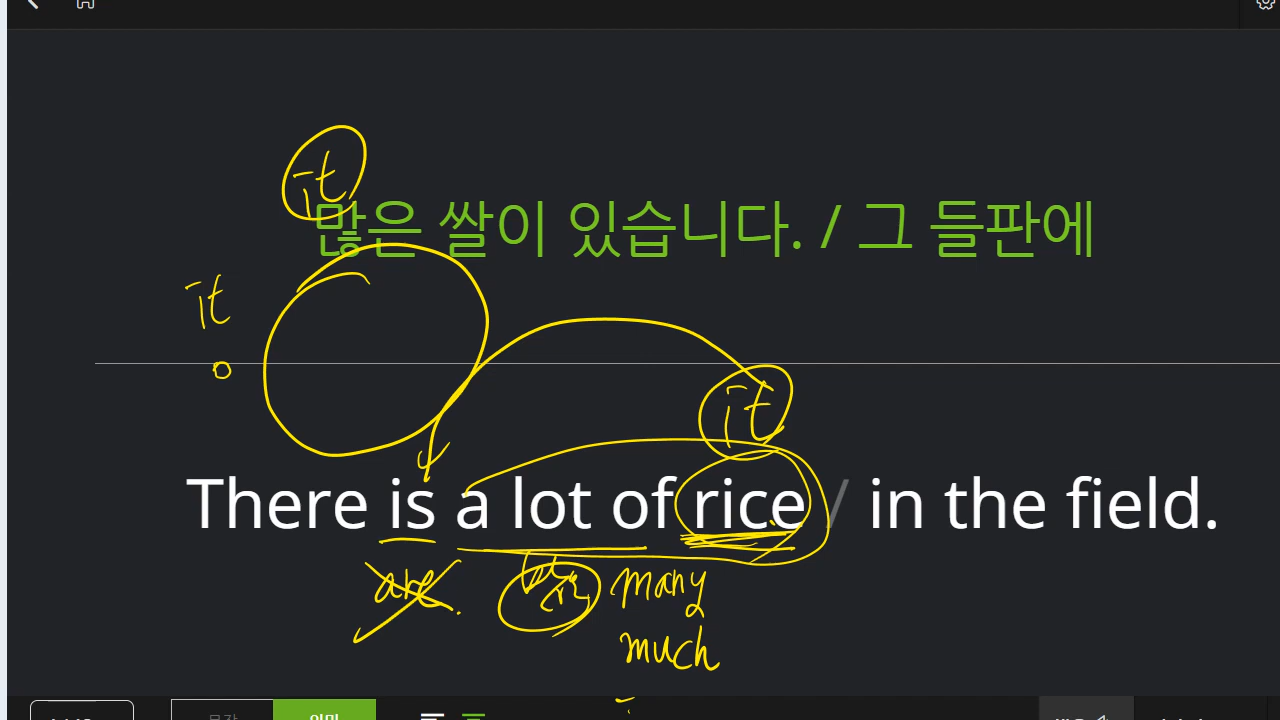 it
많은 쌀이 있습니다. / 그 들판에
it
it
There is a lot of rice / in the field.
are many
much